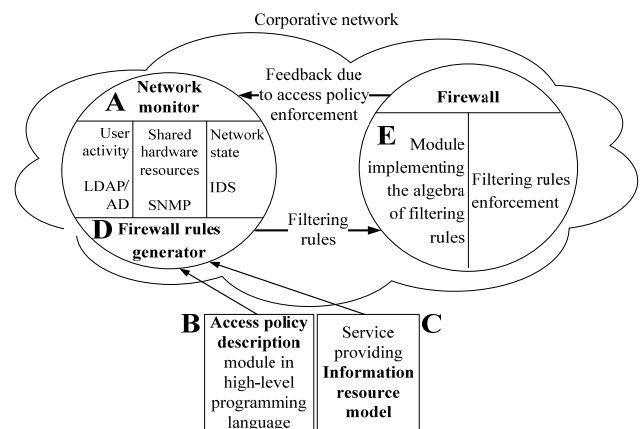 Corporative network
A
Network
monitor
User
activity
LDAP/
AD
Shared
hardware
resources
SNMP
Network
state
IDS
D Firewall rules
generator
Feedback due
to access policy
enforcement
Filtering
rules
Firewall
E
Module
implementing
the algebra
of filtering
rules
Filtering rules
enforcement
B
Access policy
description
module in
high-level
programming
language
C
Service
providing
Information
resource
model